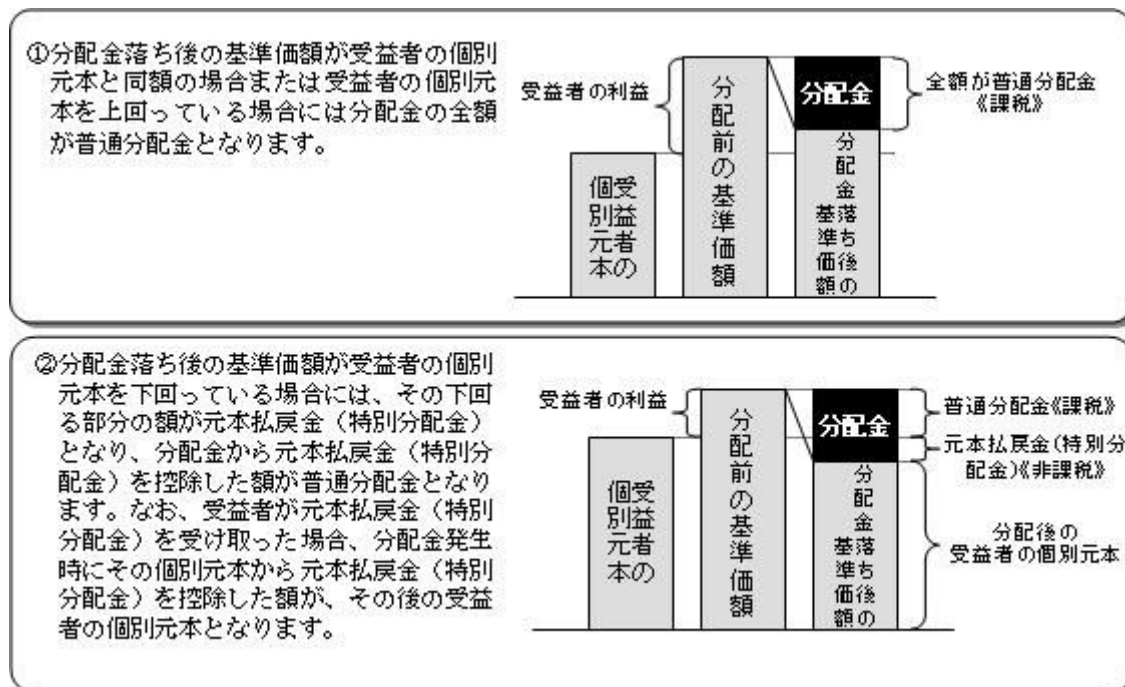 ①分配金落ち後の基準価額が受益者の個別
元本と同額の場合または受益者の個別元
本を上回っている場合には分配金の全額
が普通分配金となります。
受益者の利益
受益者の
個別元本
分配前の基準価額
分配金
分配金落ち後の
基準価額
全額が普通分配金
《課税》
②分配金落ち後の基準価額が受益者の個別
元本を下回っている場合には、その下回
る部分の額が元本払戻金（特別分配金）
となり、分配金から元本払戻金（特別分
配金）を控除した額が普通分配金となり
ます。なお、受益者が元本払戻金（特別
分配金）を受け取った場合、分配金発生
時にその個別元本から元本払戻金（特別
分配金）を控除した額が、その後の受益
者の個別元本となります。
受益者の利益
受益者の
個別元本
分配前の基準価額
分配金
分配金落ち後の
基準価額
普通分配金《課税》
元本払戻金(特別分
配金)《非課税》
分配後の
受益者の個別元本